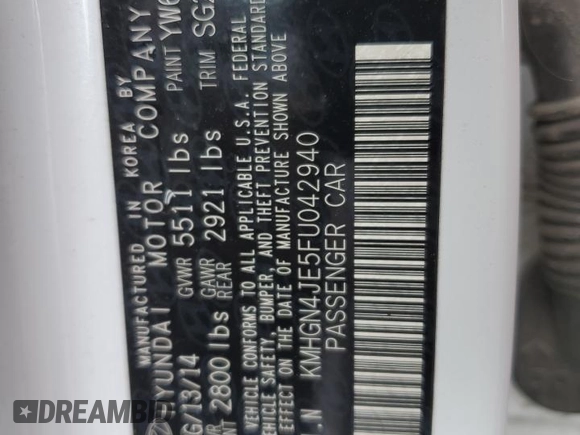 MANUFACTURED IN KOREA BY
HYUNDAI MOTOR COMPANY
/13/14 GVWR 5511 lbs PAINT YW6
2800 lbs GAWR REAR 2921 lbs TRIM SG2
VEHICLE CONFORMS TO ALL APPLICABLE U.S.A. FEDERAL
VEHICLE SAFETY, BUMPER, AND THEFT PREVENTION STANDARDS
EFFECT ON THE DATE OF MANUFACTURE SHOWN ABOVE
I.N KMHGN4JE5FU042940
PASSENGER CAR
DREAMBID